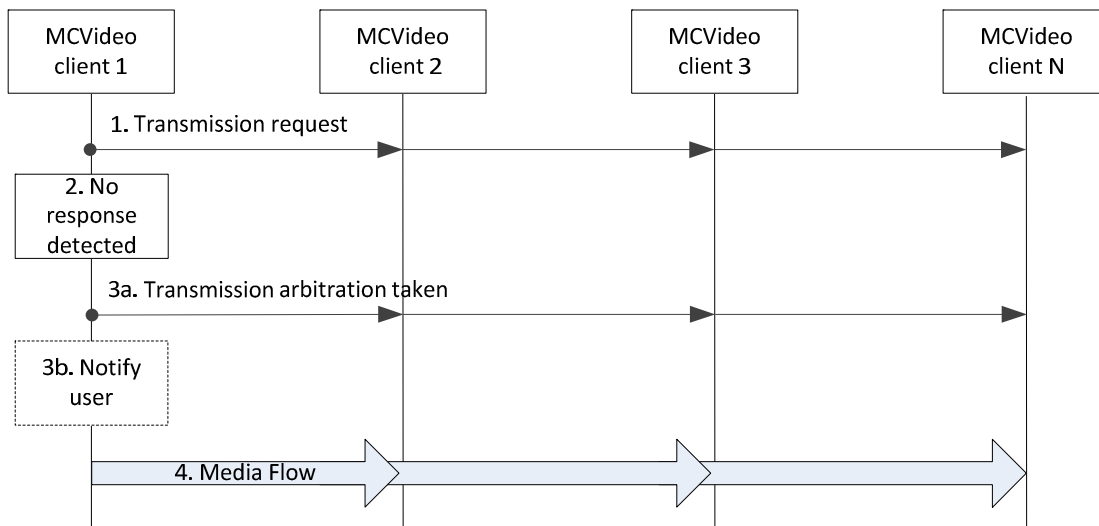 MCVideo
client 1
MCVideo
client 2
MCVideo
client 3
MCVideo
client N
1. Transmission request
2. No
response
detected
3a. Transmission arbitration taken
3b. Notify
user
4. Media Flow